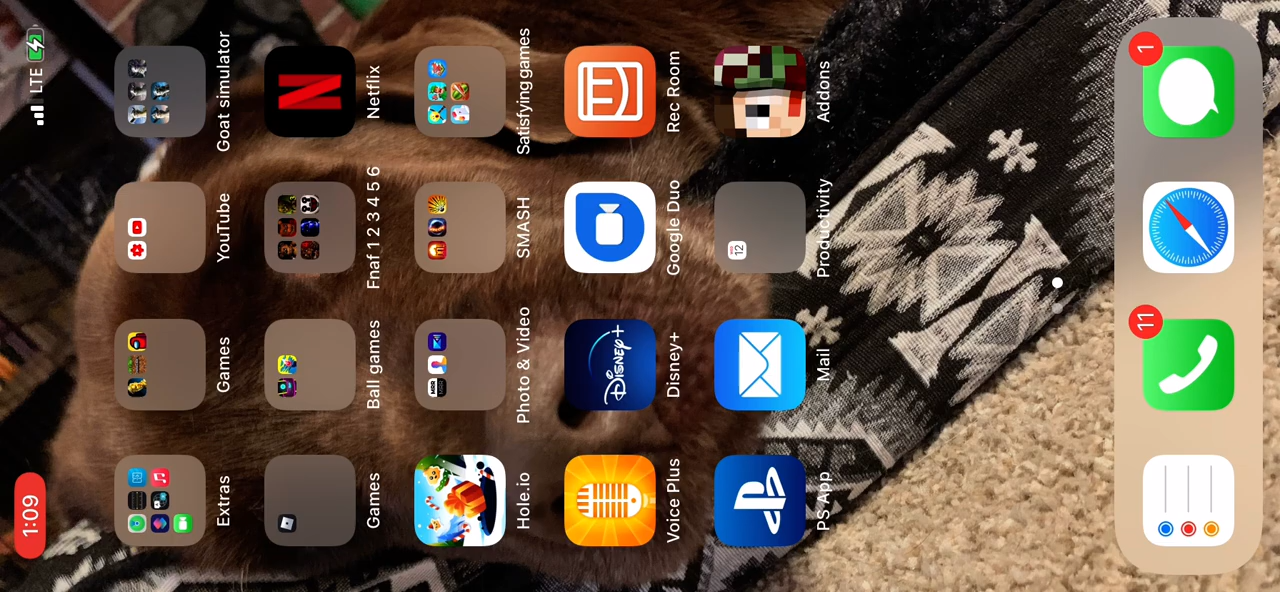 1:09 LTE
Extras Games YouTube Goat simulator
N
Games Ball games Fnaf 1 2 3 4 5 6 Netflix
Hole.io Photo & Video SMASH Satisfying games
Disney+
Voice Plus Disney+ Google Duo Rec Room
12
PS App Mail Productivity Addons
11 1